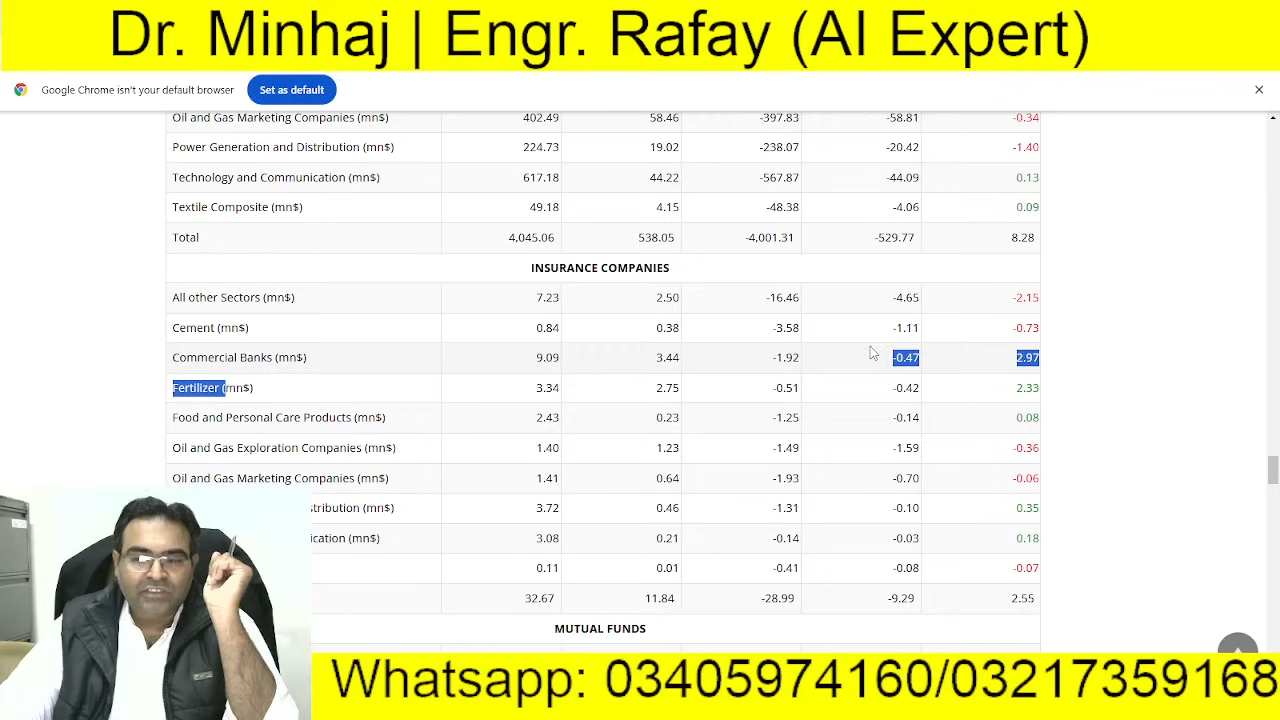 Dr. Minhaj | Engr. Rafay (AI Expert)
Google Chrome isn't your default browser Set as default
Oil and Gas Marketing Companies (mn$) 402.49 58.46 -397.83 -58.81 -0.34
Power Generation and Distribution (mn$) 224.73 19.02 -238.07 -20.42 -1.40
Technology and Communication (mn$) 617.18 44.22 -567.87 -44.09 0.13
Textile Composite (mn$) 49.18 4.15 -48.38 -4.06 0.09
Total 4,045.06 538.05 -4,001.31 -529.77 8.28
INSURANCE COMPANIES
All other Sectors (mn$) 7.23 2.50 -16.46 -4.65 -2.15
Cement (mn$) 0.84 0.38 -3.58 -1.11 -0.73
Commercial Banks (mn$) 9.09 3.44 -1.92 -0.47 2.97
Fertilizer (mn$) 3.34 2.75 -0.51 -0.42 2.33
Food and Personal Care Products (mn$) 2.43 0.23 -1.25 -0.14 0.08
Oil and Gas Exploration Companies (mn$) 1.40 1.23 -1.49 -1.59 -0.36
Oil and Gas Marketing Companies (mn$) 1.41 0.64 -1.93 -0.70 -0.06
stribution (mn$) 3.72 0.46 -1.31 -0.10 0.35
ication (mn$) 3.08 0.21 -0.14 -0.03 0.18
0.11 0.01 -0.41 -0.08 -0.07
32.67 11.84 -28.99 -9.29 2.55
MUTUAL FUNDS
Whatsapp: 03405974160/03217359168